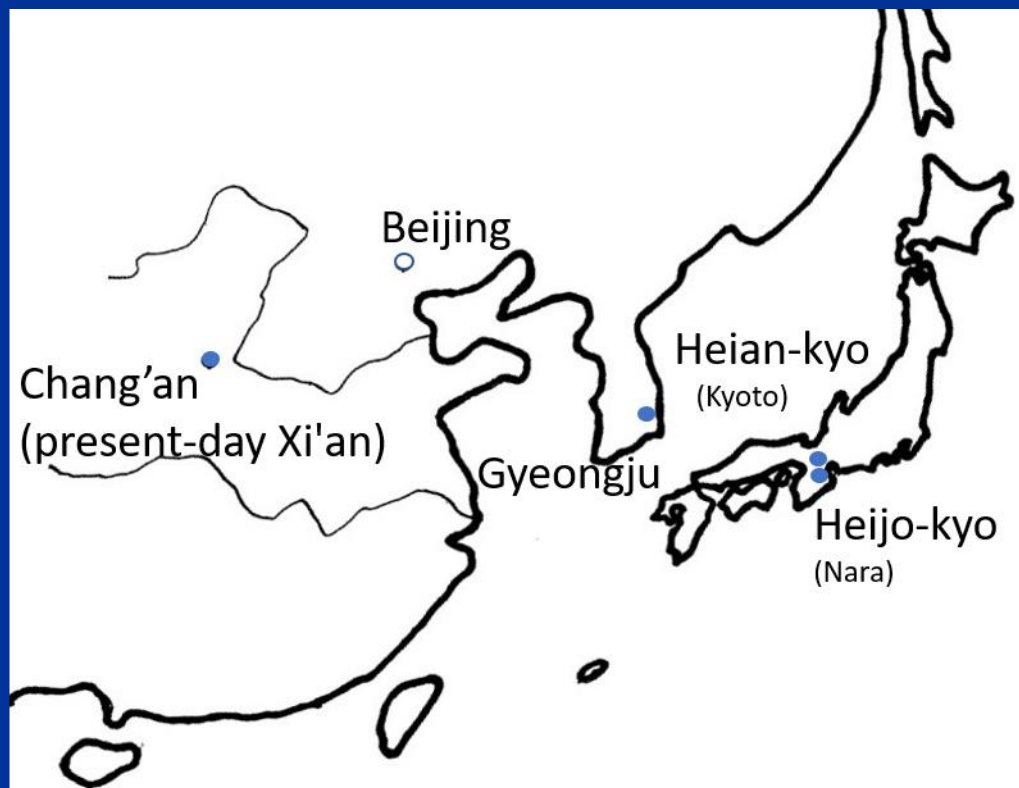 Beijing
Heian-kyo
(Kyoto)
Chang’an
(present-day Xi'an)
Gyeongju
Heijo-kyo
(Nara)